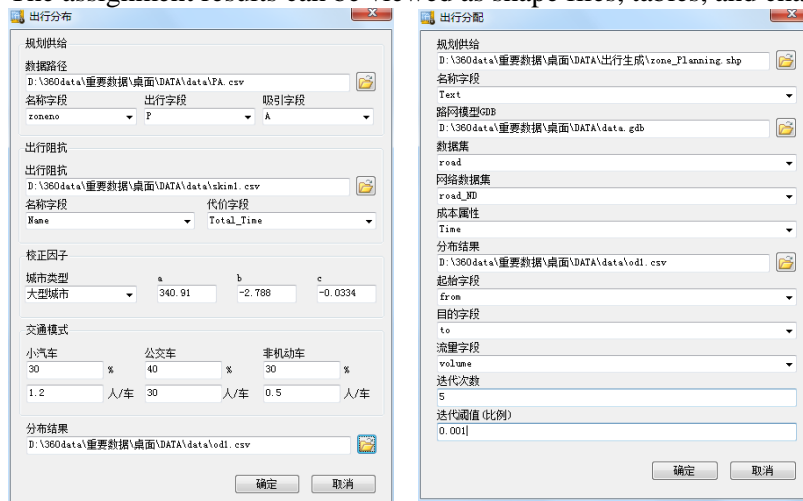 The assignment results can be viewed as shape files, tables, and cha
出行分布
规划供给
数据路径
D:\360data\重要数据\桌面\DATA\data\PA.csv
名称字段 出行字段 吸引字段
zoneno P A
出行阻抗
出行阻抗
D:\360data\重要数据\桌面\DATA\data\skim1.csv
名称字段 代价字段
Name Total_Time
校正因子
城市类型 a b c
大型城市 340.91 -2.788 -0.0334
交通模式
小汽车 公交车 非机动车
30 % 40 % 30 %
1.2 人/车 30 人/车 0.5 人/车
分布结果
D:\360data\重要数据\桌面\DATA\data\od1.csv
确定 取消
出行分配
规划供给
D:\360data\重要数据\桌面\DATA\出行生成\zone_Planning.shp
名称字段
Text
路网模型GDB
D:\360data\重要数据\桌面\DATA\data.gdb
数据集
road
网络数据集
road_ND
成本属性
Time
分布结果
D:\360data\重要数据\桌面\DATA\data\od1.csv
起始字段
from
目的字段
to
流量字段
volume
迭代次数
5
迭代阈值(比例)
0.001
确定 取消